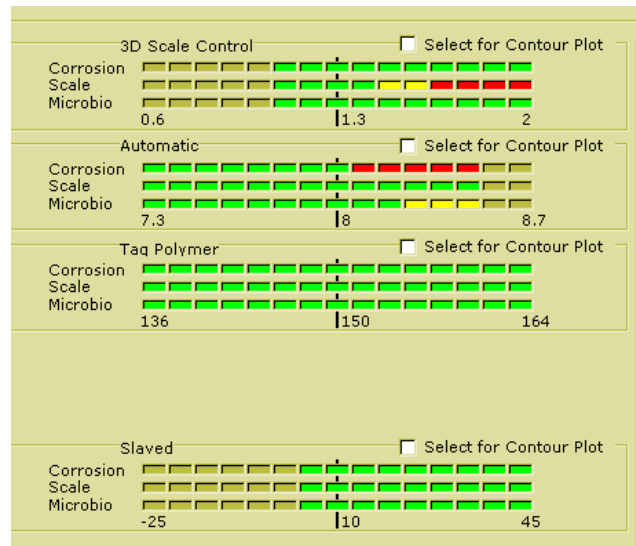 3D Scale Control Select for Contour Plot
Corrosion
Scale
Microbio
0.6 1.3 2
Automatic Select for Contour Plot
Corrosion
Scale
Microbio
7.3 8 8.7
Tag Polymer Select for Contour Plot
Corrosion
Scale
Microbio
136 150 164
Slaved Select for Contour Plot
Corrosion
Scale
Microbio
-25 10 45